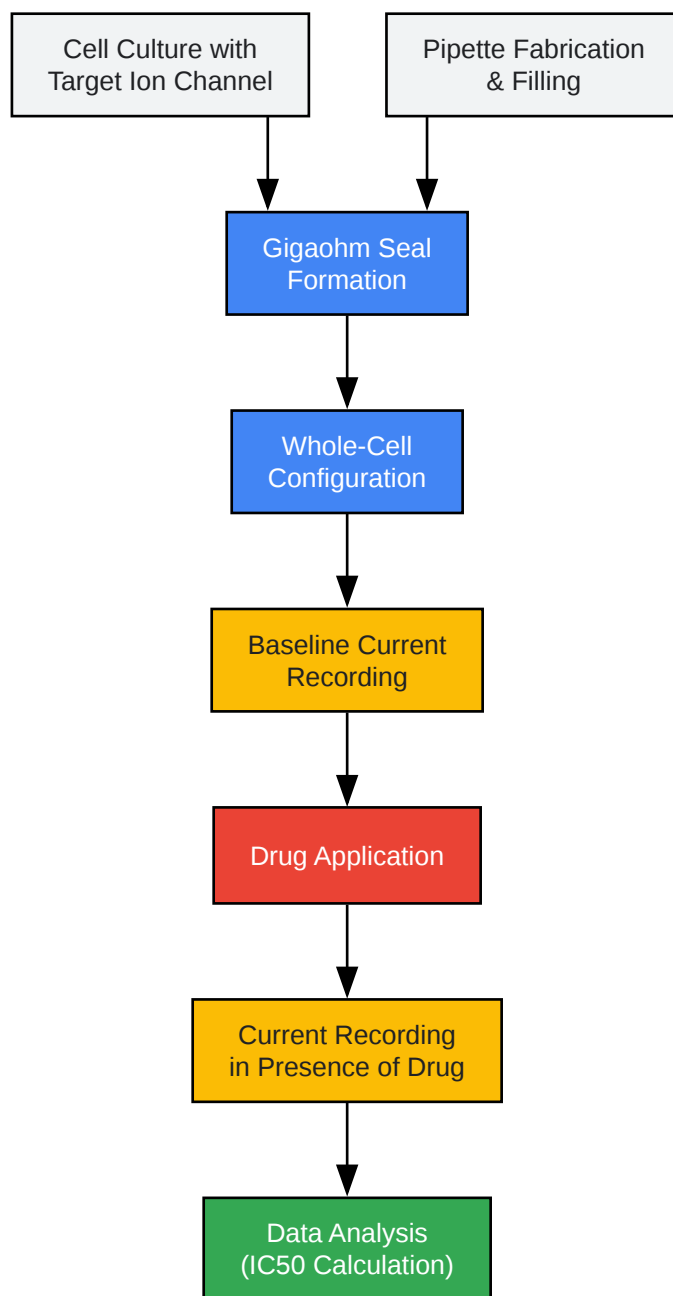 Cell Culture with
Target Ion Channel
Pipette Fabrication
& Filling
Gigaohm Seal
Formation
Whole-Cell
Configuration
Baseline Current
Recording
Drug Application
Current Recording
in Presence of Drug
Data Analysis
(IC50 Calculation)